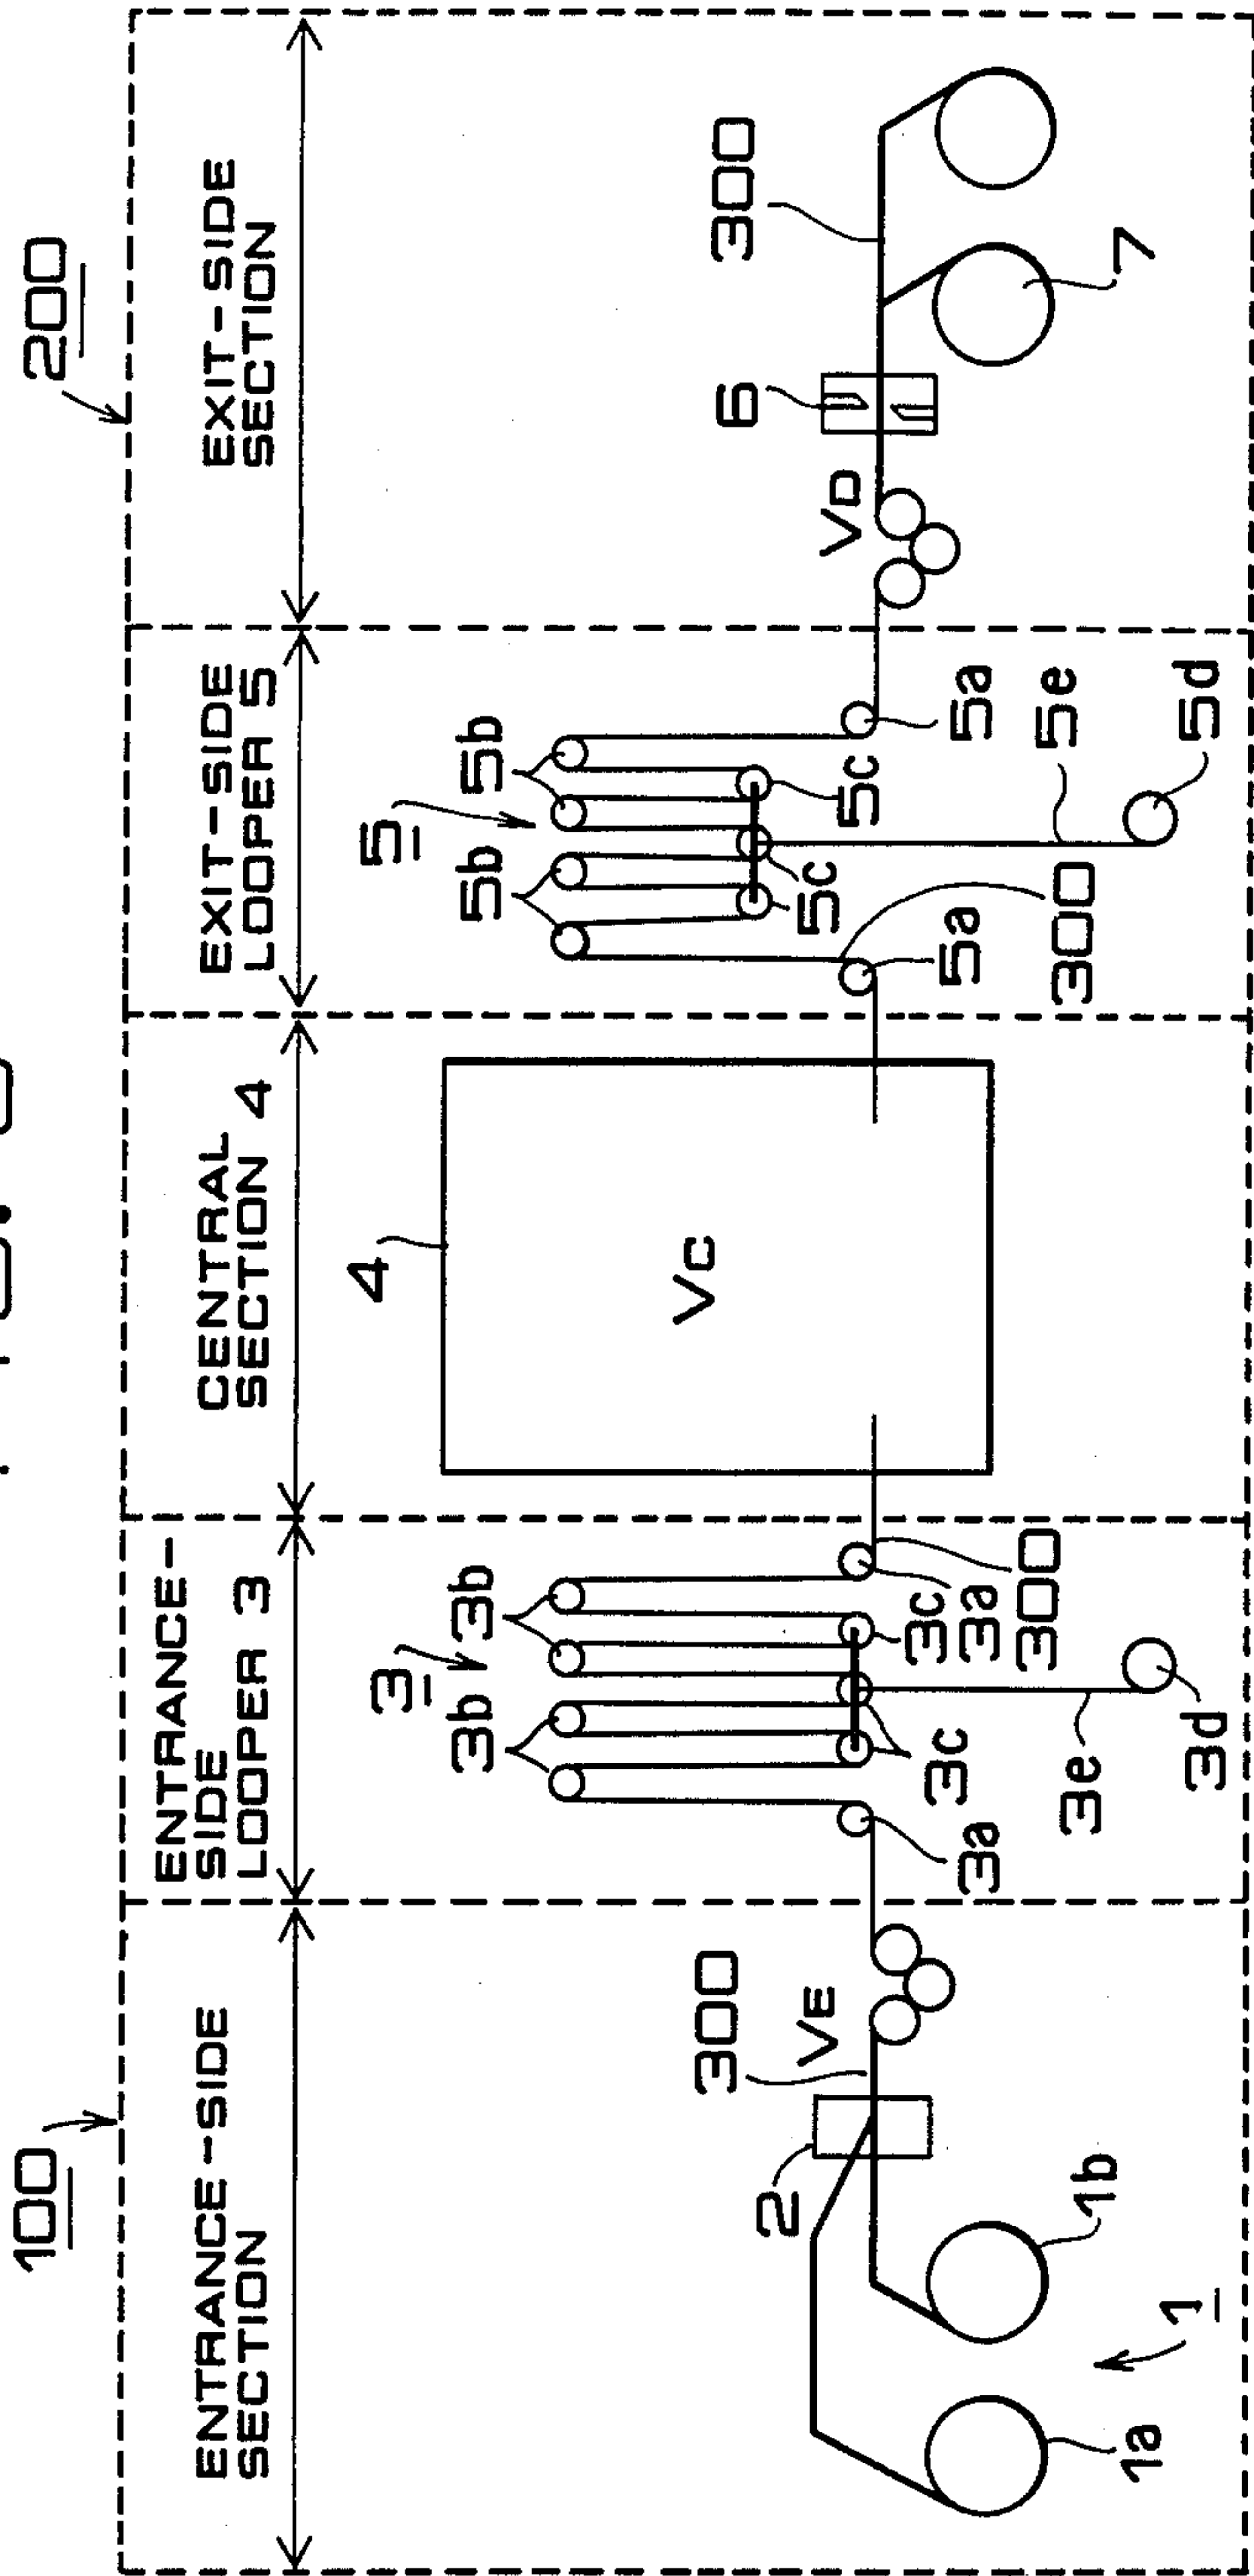 100
200
ENTRANCE-SIDE
SECTION
ENTRANCE-
SIDE
LOOPER 3
CENTRAL
SECTION 4
EXIT-SIDE
LOOPER 5
EXIT-SIDE
SECTION
1a
1b
1
2
300
VE
3
3b
3b
3a
3c
3c
3a
300
3e
3d
4
VC
5
5b
5b
5a
5c
5c
5a
300
5e
5d
VD
6
300
7